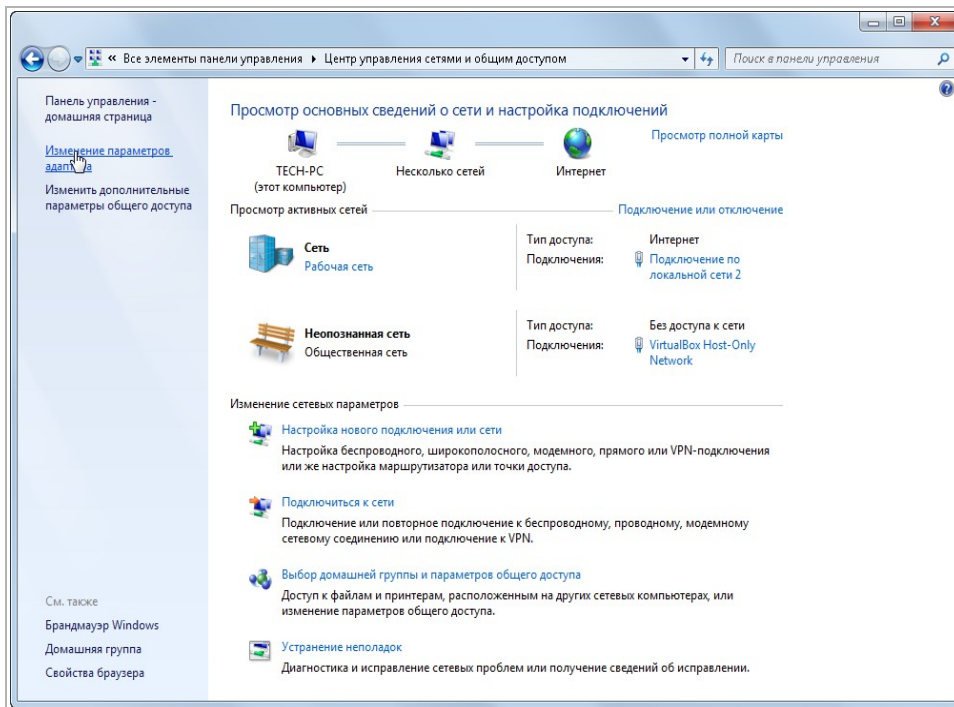 « Все элементы панели управления ▸ Центр управления сетями и общим доступом
Поиск в панели управления
Панель управления -
домашняя страница
Изменение параметров
адаптера
Изменить дополнительные
параметры общего доступа
Просмотр основных сведений о сети и настройка подключений
Просмотр полной карты
TECH-PC
(этот компьютер)
Несколько сетей
Интернет
Просмотр активных сетей
Подключение или отключение
Сеть
Рабочая сеть
Тип доступа: Интернет
Подключения: Подключение по
локальной сети 2
Неопознанная сеть
Общественная сеть
Тип доступа: Без доступа к сети
Подключения: VirtualBox Host-Only
Network
Изменение сетевых параметров
Настройка нового подключения или сети
Настройка беспроводного, широкополосного, модемного, прямого или VPN-подключения
или же настройка маршрутизатора или точки доступа.
Подключиться к сети
Подключение или повторное подключение к беспроводному, проводному, модемному
сетевому соединению или подключение к VPN.
Выбор домашней группы и параметров общего доступа
Доступ к файлам и принтерам, расположенным на других сетевых компьютерах, или
изменение параметров общего доступа.
Устранение неполадок
Диагностика и исправление сетевых проблем или получение сведений об исправлении.
См. также
Брандмауэр Windows
Домашняя группа
Свойства браузера